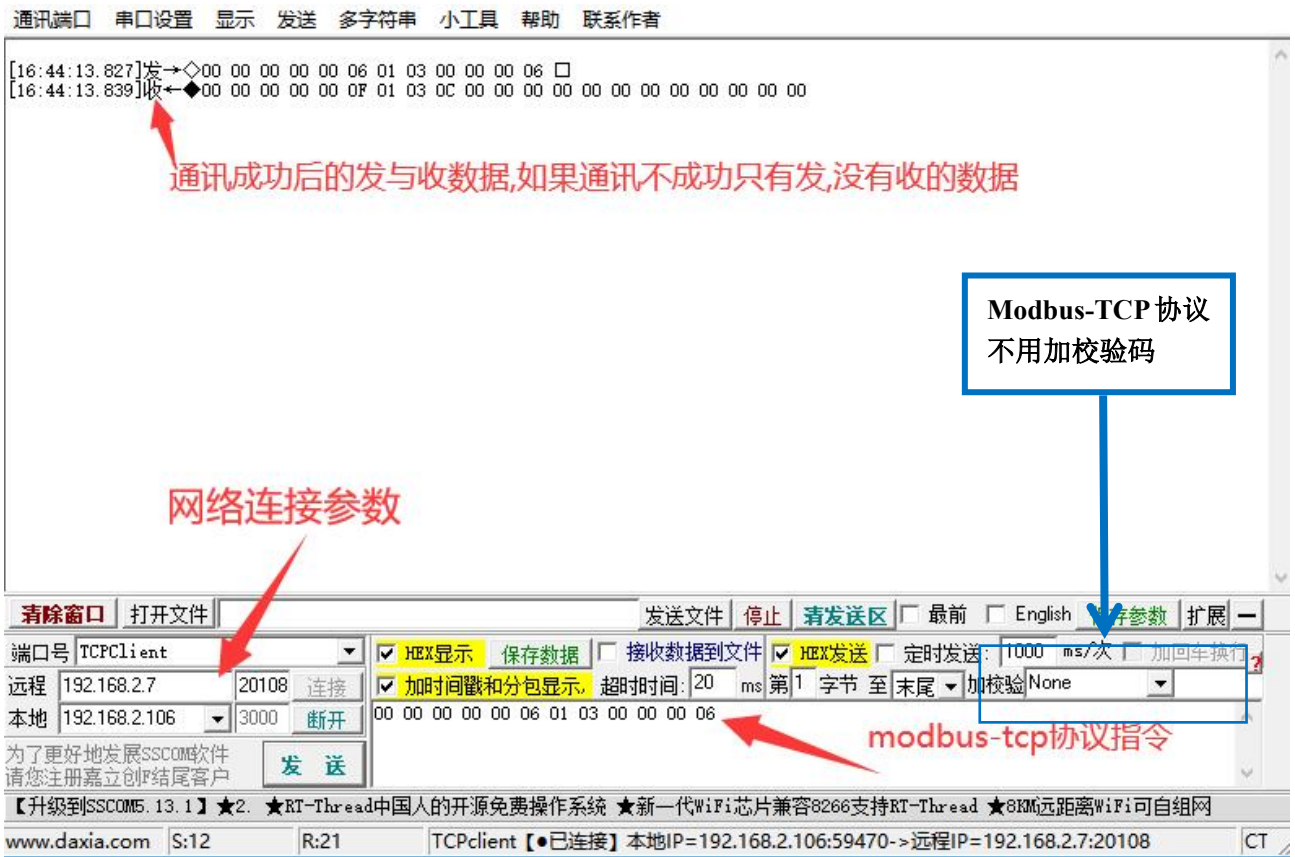 通讯端口 串口设置 显示 发送 多字符串 小工具 帮助 联系作者
[16:44:13.827]发→◇00 00 00 00 00 06 01 03 00 00 00 06 □
[16:44:13.839]收←◆00 00 00 00 00 0F 01 03 0C 00 00 00 00 00 00 00 00 00 00 00 00
通讯成功后的发与收数据,如果通讯不成功只有发,没有收的数据
Modbus-TCP协议
不用加校验码
网络连接参数
清除窗口 打开文件 发送文件 停止 清发送区 最前 English 保存参数 扩展 —
端口号 TCPClient HEX显示 保存数据 接收数据到文件 HEX发送 定时发送: 1000 ms/次 加回车换行 ?
远程 192.168.2.7 20108 连接 加时间戳和分包显示, 超时时间: 20 ms 第1 字节 至 末尾 加校验 None
本地 192.168.2.106 3000 断开 00 00 00 00 00 06 01 03 00 00 00 06
modbus-tcp协议指令
为了更好地发展SSCOM软件
请您注册嘉立创F结尾客户
发 送
【升级到SSCOM5.13.1】★2. ★RT-Thread中国人的开源免费操作系统 ★新一代WiFi芯片兼容8266支持RT-Thread ★8KM远距离WiFi可自组网
www.daxia.com S:12 R:21 TCPclient【●已连接】本地IP=192.168.2.106:59470->远程IP=192.168.2.7:20108 CT